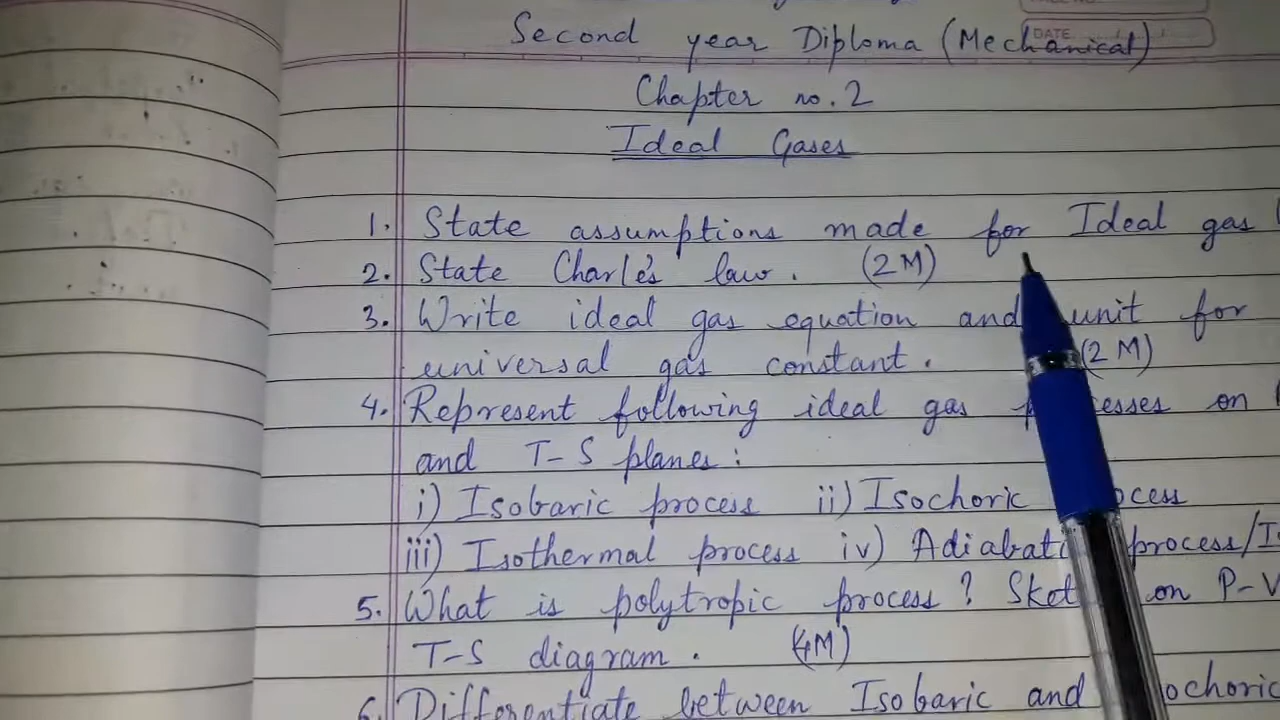 Second year Diploma (Mechanical)
DATE
Chapter no. 2
Ideal Gases
1. State assumptions made for Ideal gas
2. State Charle's law. (2M)
3. Write ideal gas equation and unit for
universal gas constant. (2 M)
4. Represent following ideal gas on
and T-S planes:
i) Isobaric process ii) Isochoric
iii) Isothermal process iv) process/
5. What is polytropic process? on P-V
T-S diagram. (4M)
6. Differentiate between Isobaric and